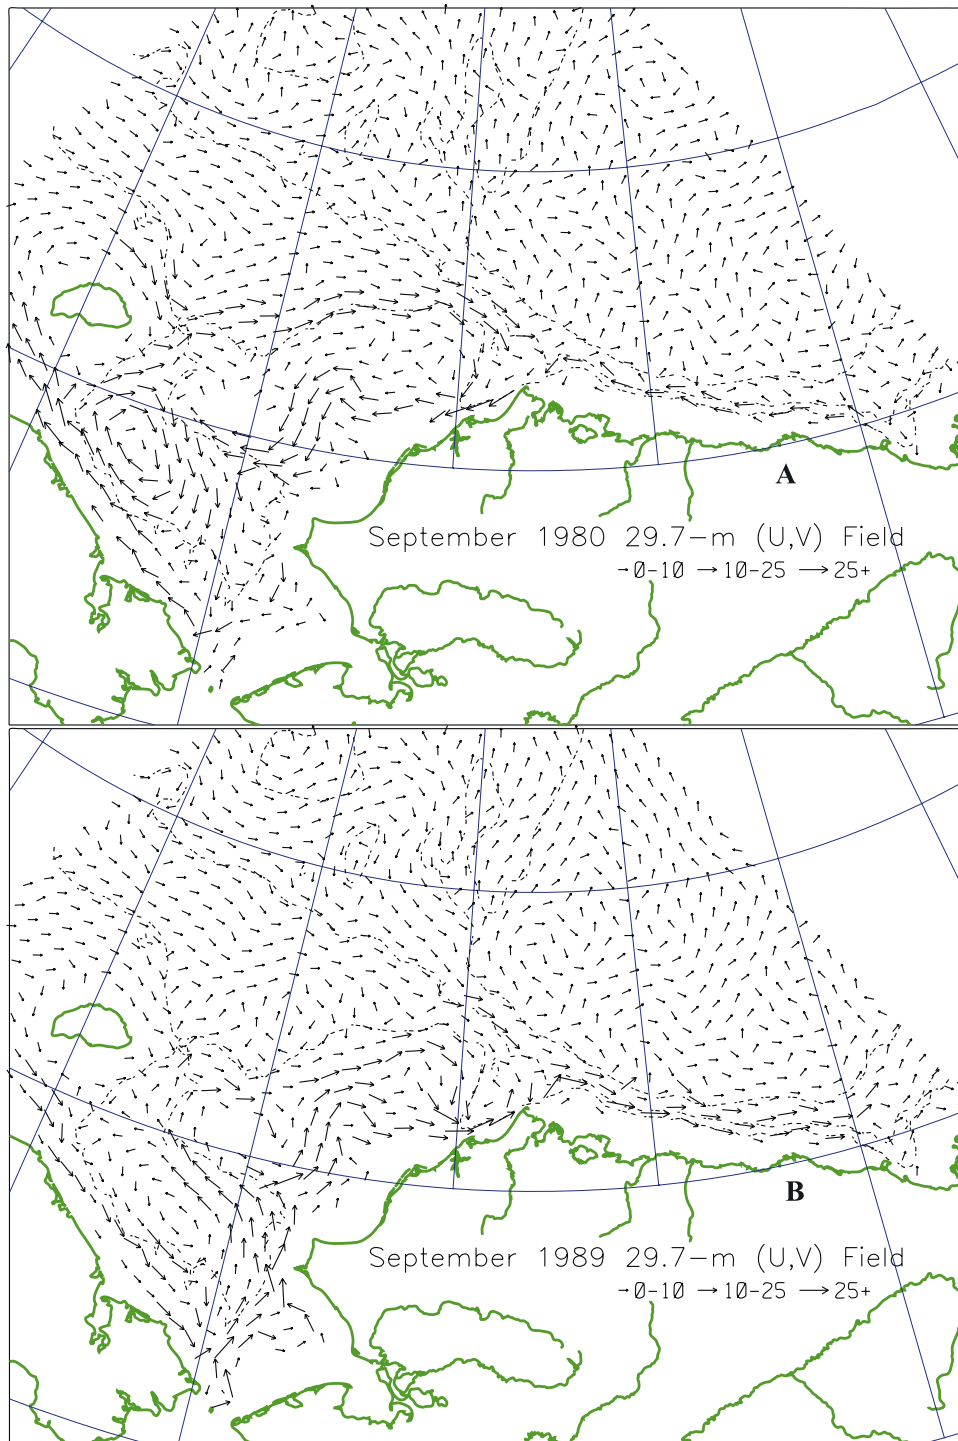 A
September 1980 29.7-m (U,V) Field
→0-10 →10-25 →25+
B
September 1989 29.7-m (U,V) Field
→0-10 →10-25 →25+